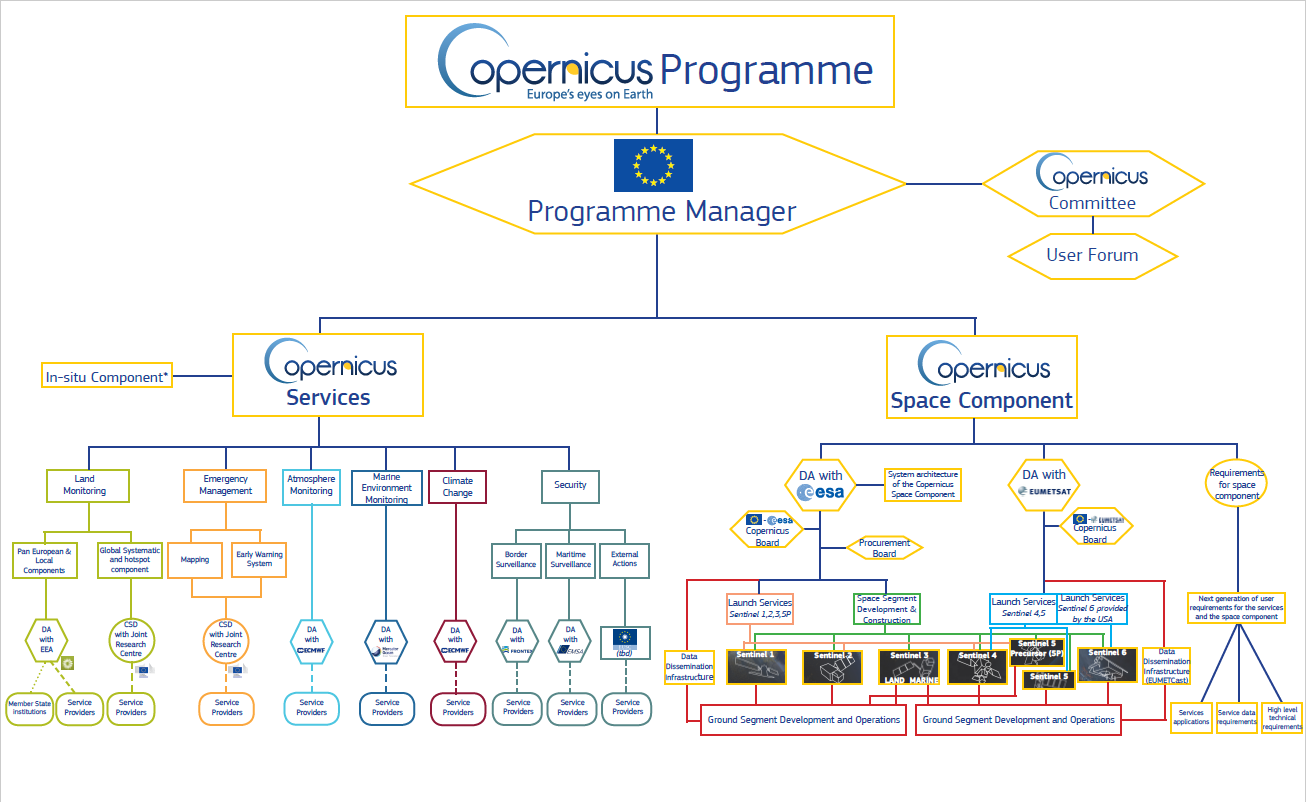 Copernicus Programme
Europe's eyes on Earth
Programme Manager
Copernicus
Committee
User Forum
In-situ Component*
Copernicus
Services
Copernicus
Space Component
Land
Monitoring
Emergency
Management
Atmosphere
Monitoring
Marine
Environment
Monitoring
Climate
Change
Security
Pan European &
Local
Components
Global Systematic
and hotspot
component
Mapping
Early Warning
System
Border
Surveillance
Maritime
Surveillance
External
Actions
DA
with
EEA
CSD
with Joint
Research
Centre
CSD
with Joint
Research
Centre
DA
with
ECMWF
DA
with
Mercator
Ocean
DA
with
ECMWF
DA
with
FRONTEX
DA
with
EMSA
(tbd)
Member State
institutions
Service
Providers
Service
Providers
Service
Providers
Service
Providers
Service
Providers
Service
Providers
Service
Providers
Service
Providers
Service
Providers
DA with
esa
System architecture
of the Copernicus
Space Component
DA with
EUMETSAT
Requirements
for space
component
- esa
Copernicus
Board
Procurement
Board
- EUMETSAT
Copernicus
Board
Launch Services
Sentinel 1,2,3,5P
Space Segment
Development &
Construction
Launch Services
Sentinel 4,5
Launch Services
Sentinel 6 provided
by the USA
Next generation of user
requirements for the services
and the space component
Data
Dissemination
Infrastructure
Sentinel 1
Sentinel 2
Sentinel 3
LAND MARINE
Sentinel 4
Sentinel 5
Precursor (5P)
Sentinel 5
Sentinel 6
Data
Dissemination
Infrastructure
(EUMETCast)
Ground Segment Development and Operations
Ground Segment Development and Operations
Services
applications
Service data
requirements
High level
technical
requirements